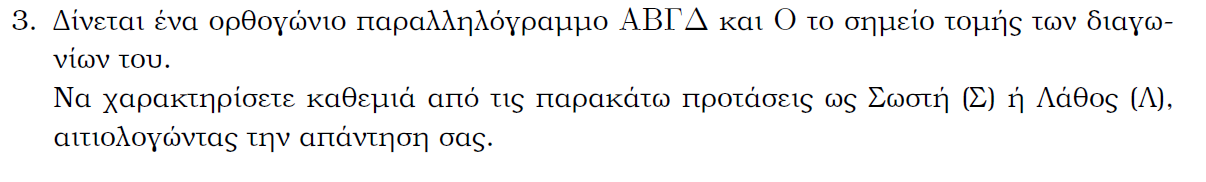 3. Δίνεται ένα ορθογώνιο παραλληλόγραμμο ΑΒΓΔ και Ο το σημείο τομής των διαγω-
νίων του.
Να χαρακτηρίσετε καθεμιά από τις παρακάτω προτάσεις ως Σωστή (Σ) ή Λάθος (Λ),
αιτιολογώντας την απάντηση σας.